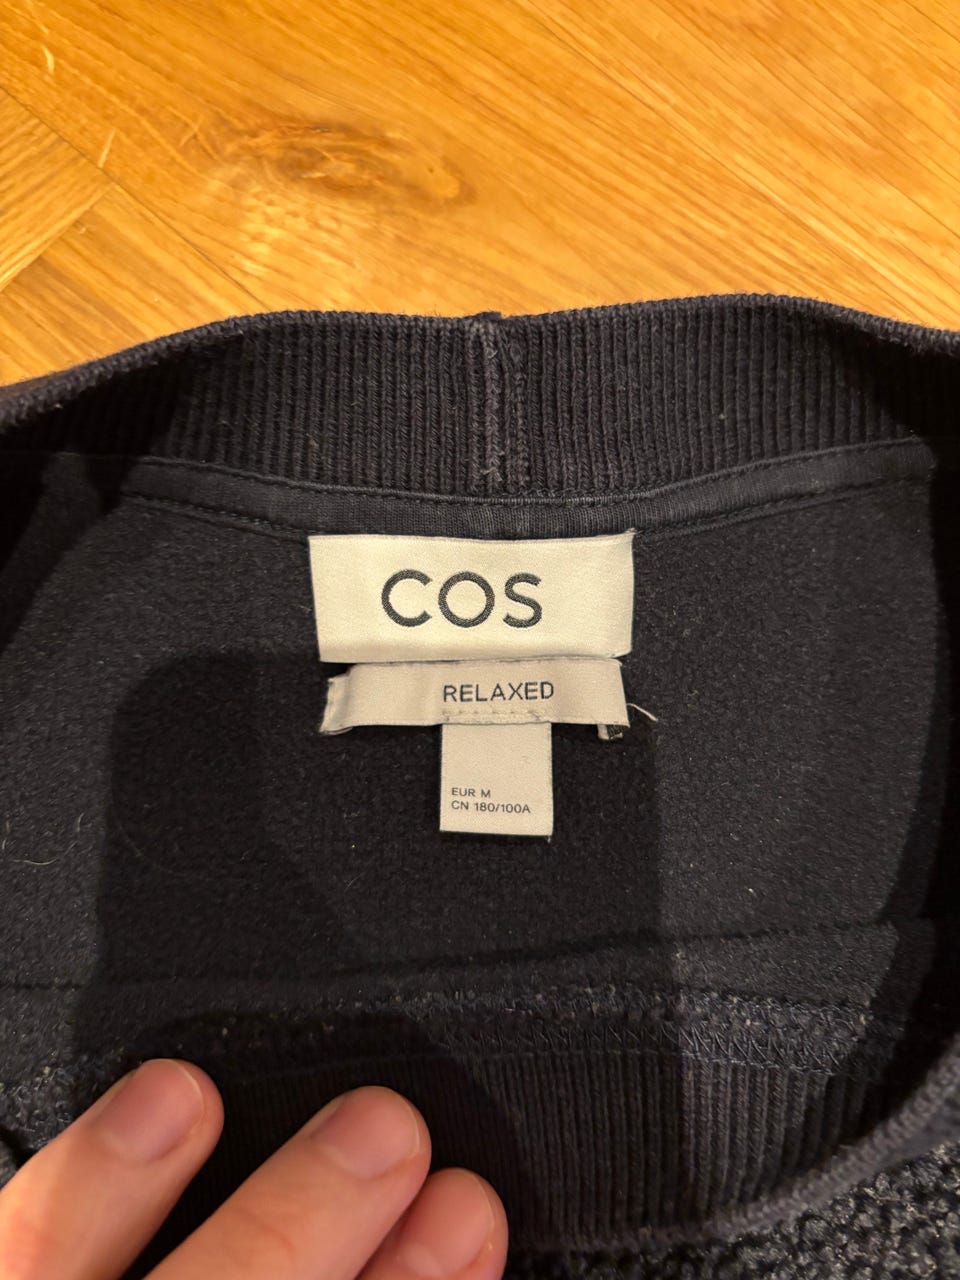 COS
RELAXED
EUR M
CN 180/100A